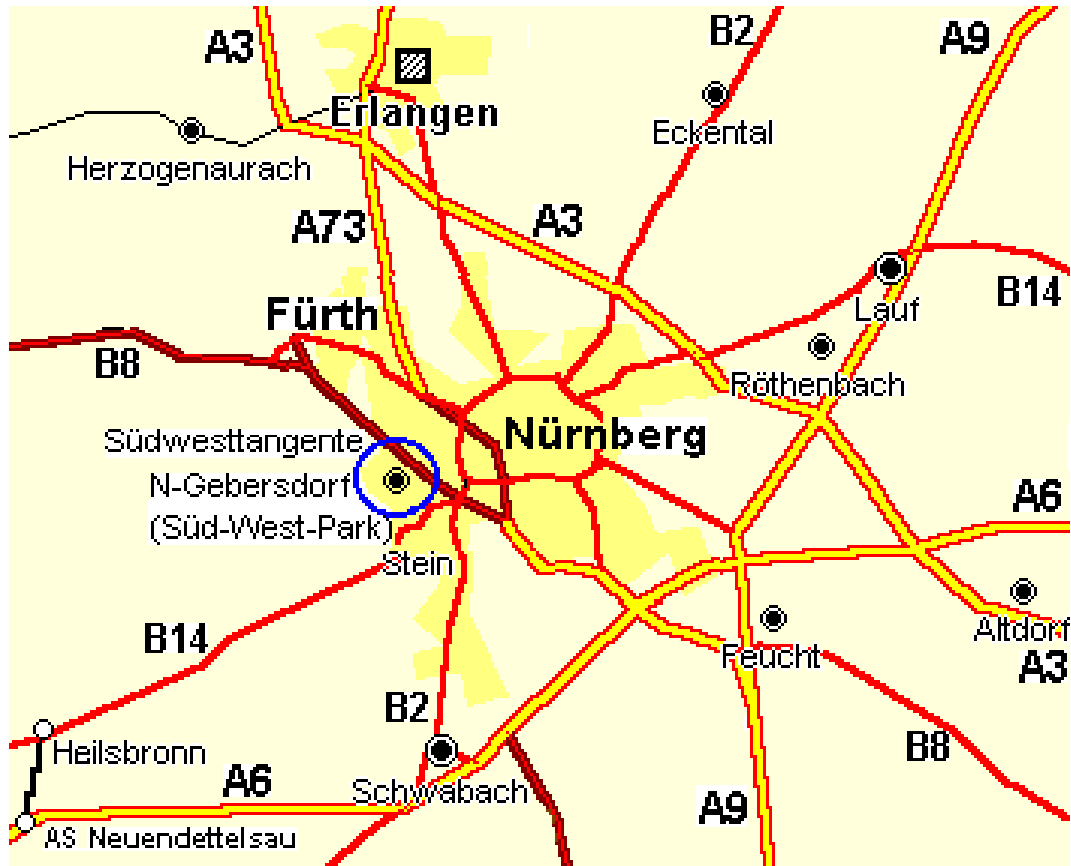 A3
B2
A9
Erlangen
Eckental
Herzogenaurach
A73
A3
B14
Fürth
Lauf
B8
Röthenbach
Südwesttangente
Nürnberg
N-Gebersdorf
A6
(Süd-West-Park)
Stein
B14
Altdorf
Feucht
A3
B2
Heilsbronn
B8
A6
Schwabach
A9
AS Neuendettelsau